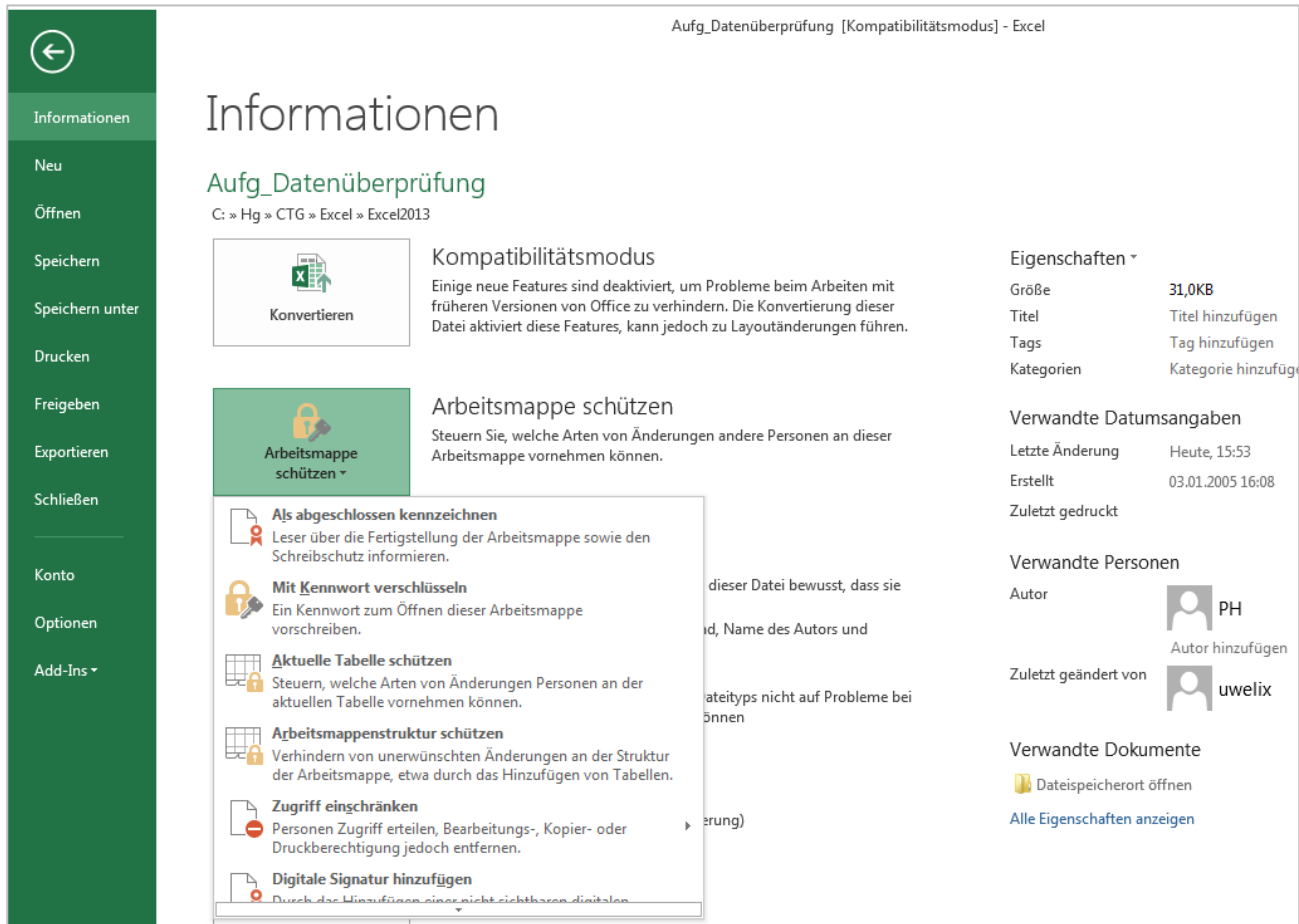 Aufg_Datenüberprüfung [Kompatibilitätsmodus] - Excel
Informationen
Neu
Öffnen
Speichern
Speichern unter
Drucken
Freigeben
Exportieren
Schließen
Konto
Optionen
Add-Ins
Informationen
Aufg_Datenüberprüfung
C: » Hg » CTG » Excel » Excel2013
Konvertieren
Kompatibilitätsmodus
Einige neue Features sind deaktiviert, um Probleme beim Arbeiten mit
früheren Versionen von Office zu verhindern. Die Konvertierung dieser
Datei aktiviert diese Features, kann jedoch zu Layoutänderungen führen.
Arbeitsmappe
schützen
Arbeitsmappe schützen
Steuern Sie, welche Arten von Änderungen andere Personen an dieser
Arbeitsmappe vornehmen können.
Als abgeschlossen kennzeichnen
Leser über die Fertigstellung der Arbeitsmappe sowie den
Schreibschutz informieren.
Mit Kennwort verschlüsseln
Ein Kennwort zum Öffnen dieser Arbeitsmappe
vorschreiben.
Aktuelle Tabelle schützen
Steuern, welche Arten von Änderungen Personen an der
aktuellen Tabelle vornehmen können.
Arbeitsmappenstruktur schützen
Verhindern von unerwünschten Änderungen an der Struktur
der Arbeitsmappe, etwa durch das Hinzufügen von Tabellen.
Zugriff einschränken
Personen Zugriff erteilen, Bearbeitungs-, Kopier- oder
Druckberechtigung jedoch entfernen.
Digitale Signatur hinzufügen
Durch das Hinzufügen einer nicht sichtbaren digitalen
dieser Datei bewusst, dass sie
ad, Name des Autors und
ateityps nicht auf Probleme bei
önnen
erung)
Eigenschaften
Größe 31,0KB
Titel Titel hinzufügen
Tags Tag hinzufügen
Kategorien Kategorie hinzufüge
Verwandte Datumsangaben
Letzte Änderung Heute, 15:53
Erstellt 03.01.2005 16:08
Zuletzt gedruckt
Verwandte Personen
Autor PH
Autor hinzufügen
Zuletzt geändert von uwelix
Verwandte Dokumente
Dateispeicherort öffnen
Alle Eigenschaften anzeigen